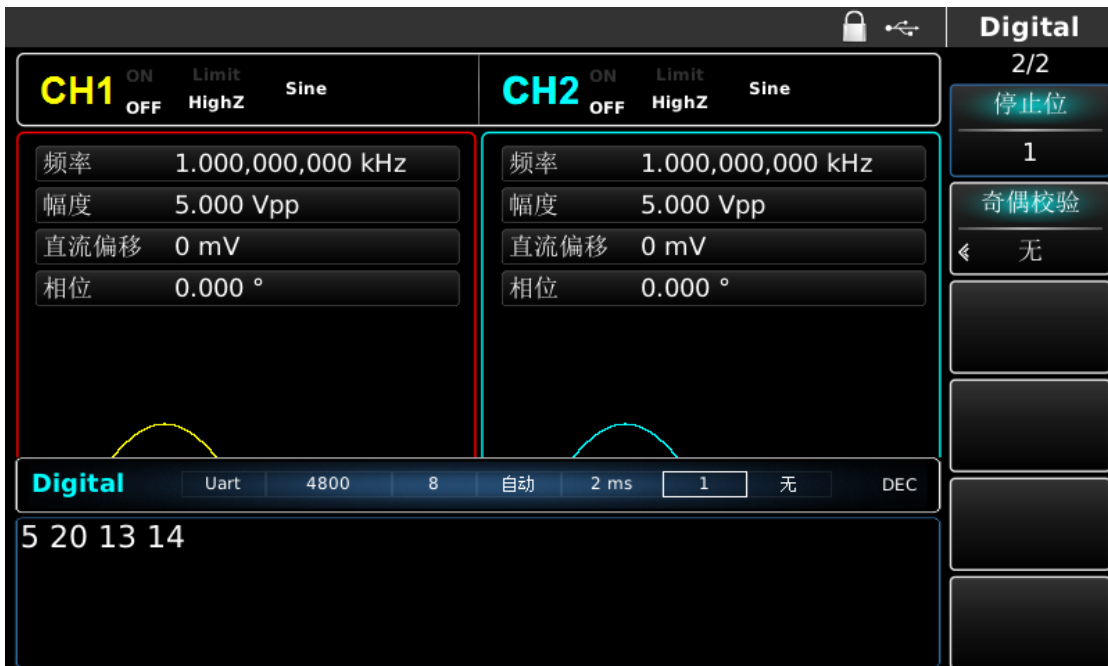 Digital
2/2
CH1 ON OFF Limit HighZ Sine
CH2 ON OFF Limit HighZ Sine
停止位
1
奇偶校验
无
频率 1.000,000,000 kHz
幅度 5.000 Vpp
直流偏移 0 mV
相位 0.000 °
频率 1.000,000,000 kHz
幅度 5.000 Vpp
直流偏移 0 mV
相位 0.000 °
Digital Uart 4800 8 自动 2 ms 1 无 DEC
5 20 13 14